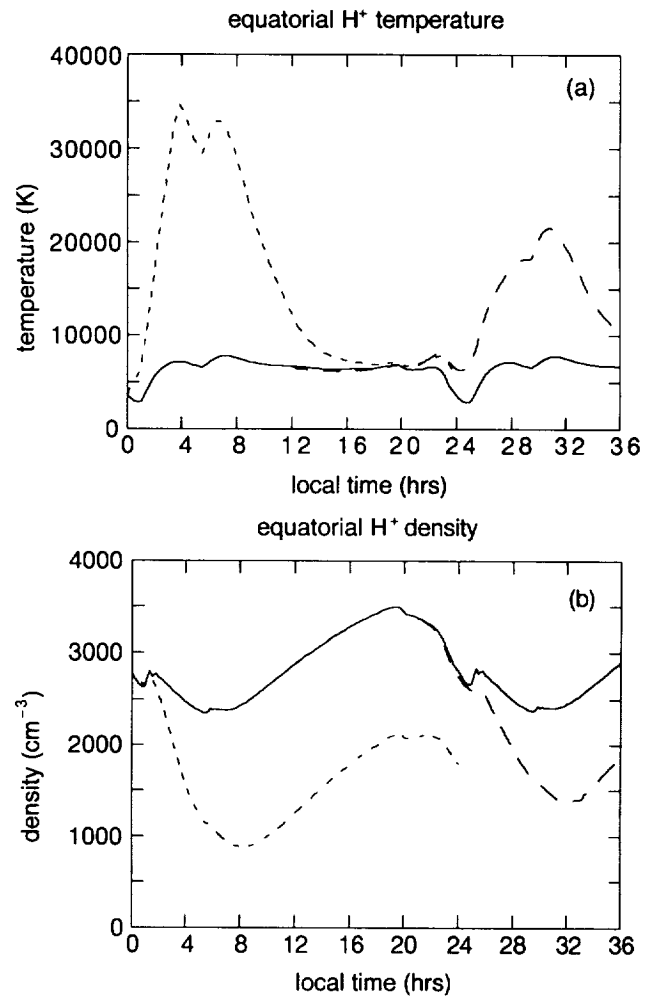 equatorial H⁺ temperature
(a)
temperature (K)
40000
30000
20000
10000
0
0 4 8 12 16 20 24 28 32 36
local time (hrs)
equatorial H⁺ density
(b)
density (cm⁻³)
4000
3000
2000
1000
0
0 4 8 12 16 20 24 28 32 36
local time (hrs)